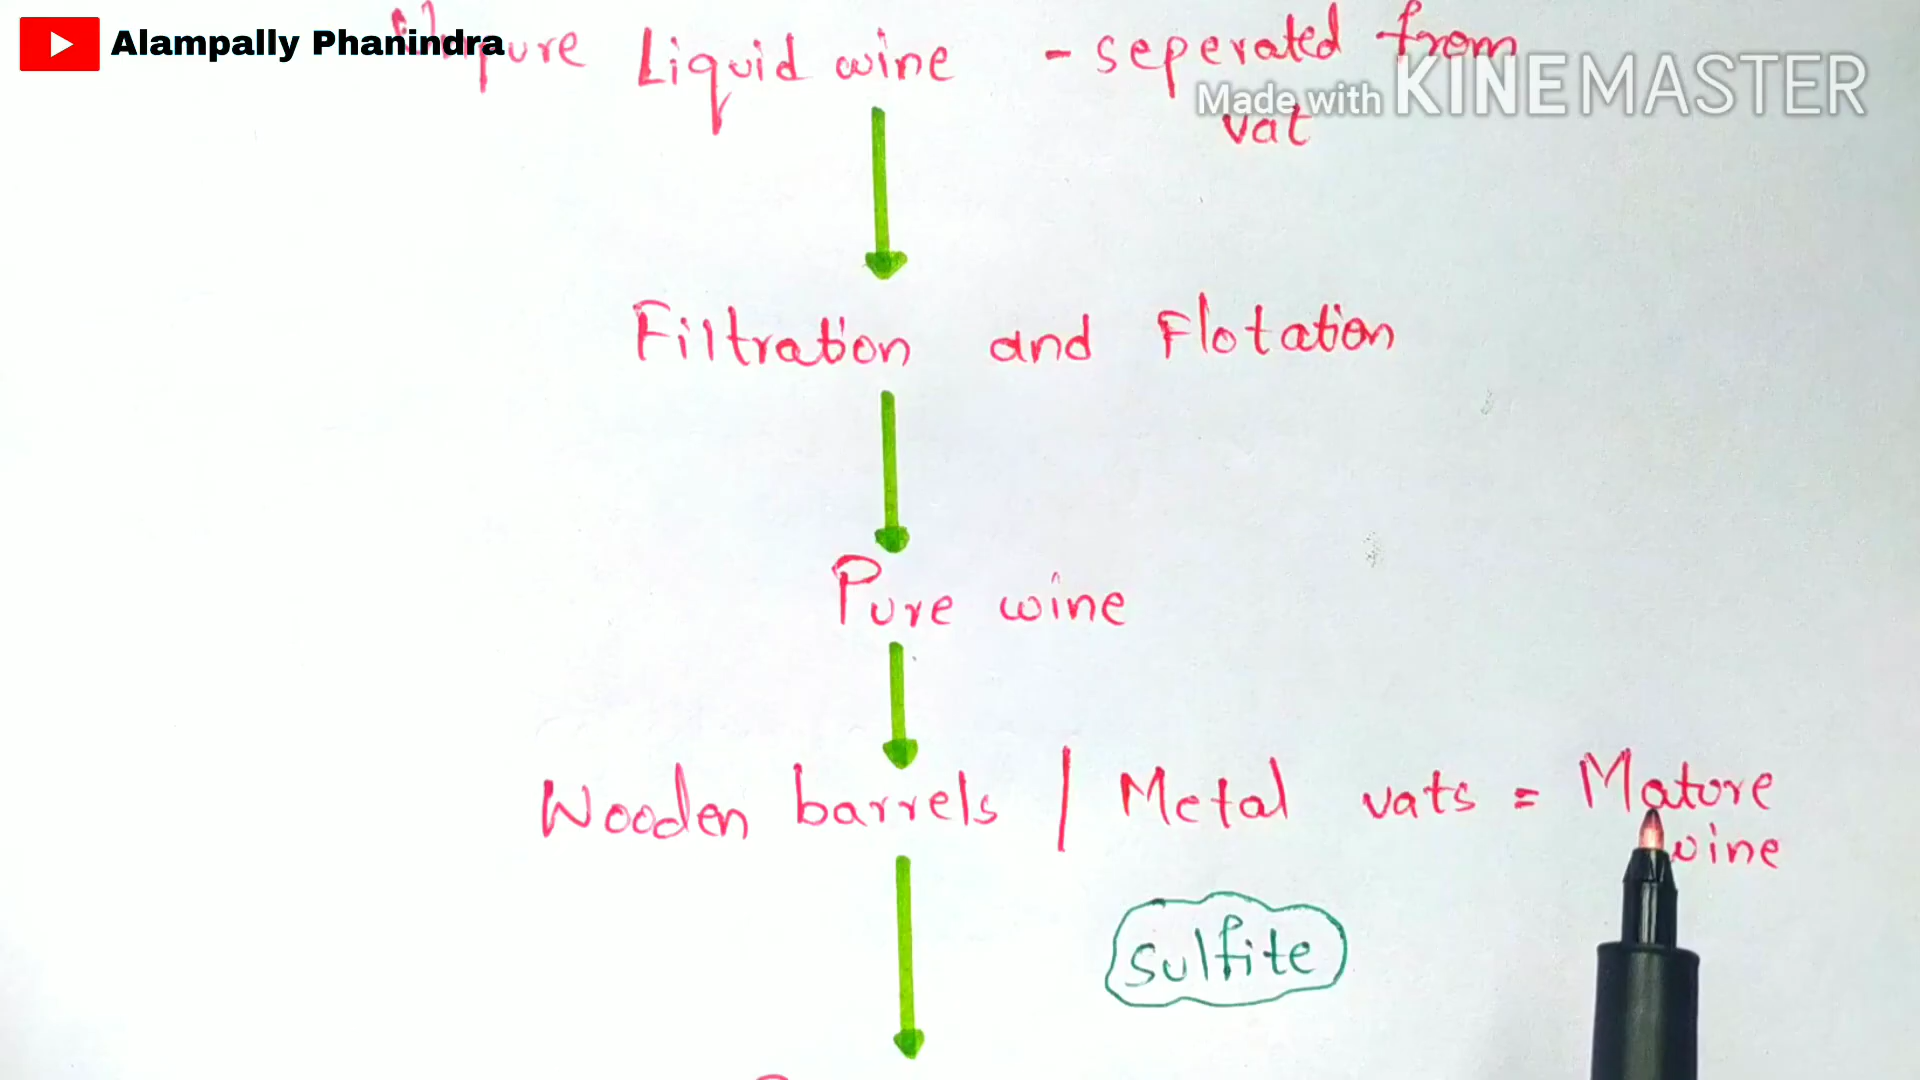 Alampally Phanindra
Impure Liquid wine - seperated from
Made with KINEMASTER
vat
Filtration and Flotation
Pure wine
Wooden barrels / Metal vats = Mature
wine
sulfite